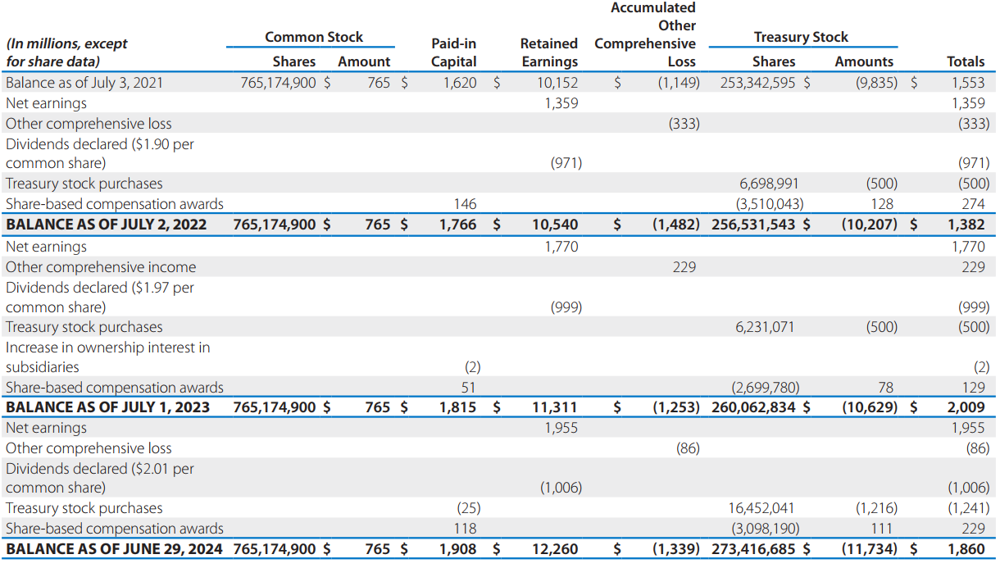 Accumulated
Other
(In millions, except Common Stock Paid-in Retained Comprehensive Treasury Stock
for share data) Shares Amount Capital Earnings Loss Shares Amounts Totals
Balance as of July 3, 2021 765,174,900 $ 765 $ 1,620 $ 10,152 $ (1,149) 253,342,595 $ (9,835) $ 1,553
Net earnings 1,359 1,359
Other comprehensive loss (333) (333)
Dividends declared ($1.90 per
common share) (971) (971)
Treasury stock purchases 6,698,991 (500) (500)
Share-based compensation awards 146 (3,510,043) 128 274
BALANCE AS OF JULY 2, 2022 765,174,900 $ 765 $ 1,766 $ 10,540 $ (1,482) 256,531,543 $ (10,207) $ 1,382
Net earnings 1,770 1,770
Other comprehensive income 229 229
Dividends declared ($1.97 per
common share) (999) (999)
Treasury stock purchases 6,231,071 (500) (500)
Increase in ownership interest in
subsidiaries (2) (2)
Share-based compensation awards 51 (2,699,780) 78 129
BALANCE AS OF JULY 1, 2023 765,174,900 $ 765 $ 1,815 $ 11,311 $ (1,253) 260,062,834 $ (10,629) $ 2,009
Net earnings 1,955 1,955
Other comprehensive loss (86) (86)
Dividends declared ($2.01 per
common share) (1,006) (1,006)
Treasury stock purchases (25) 16,452,041 (1,216) (1,241)
Share-based compensation awards 118 (3,098,190) 111 229
BALANCE AS OF JUNE 29, 2024 765,174,900 $ 765 $ 1,908 $ 12,260 $ (1,339) 273,416,685 $ (11,734) $ 1,860